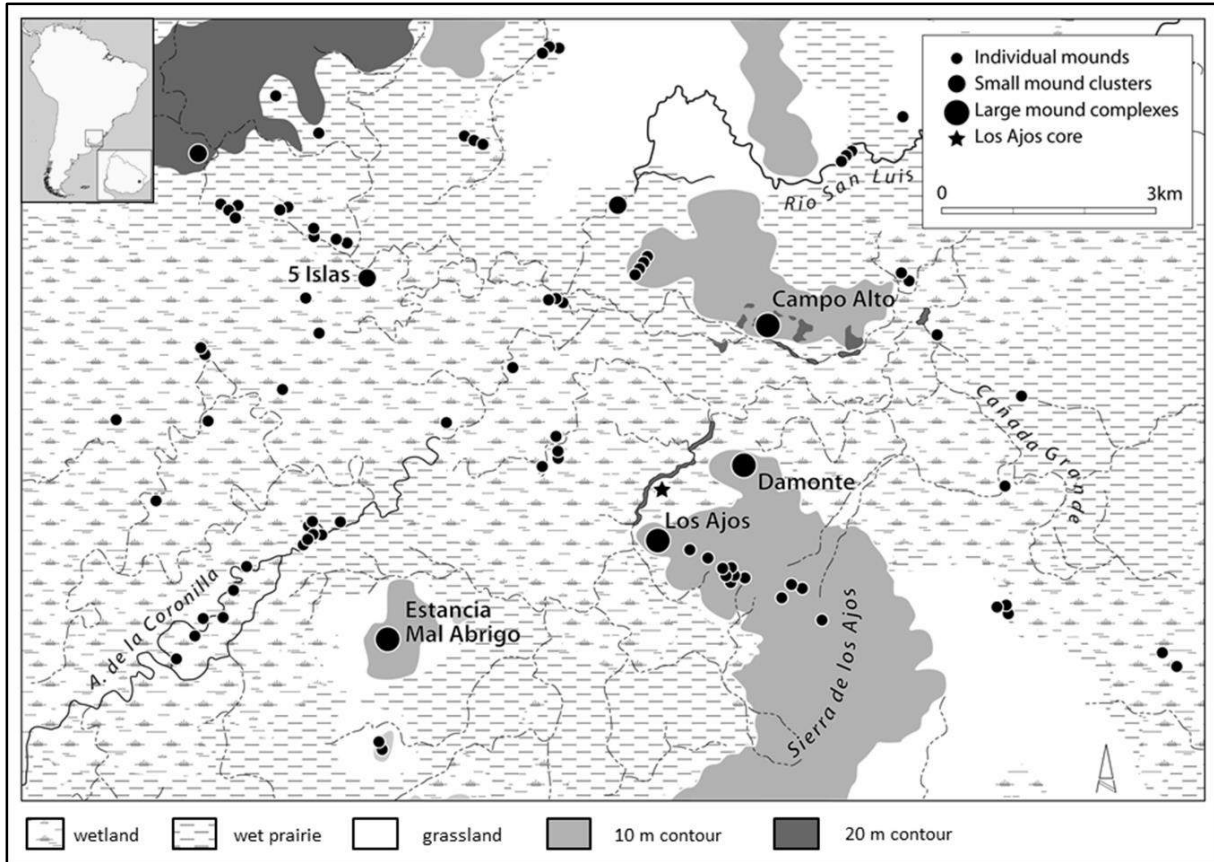 Individual mounds
Small mound clusters
Large mound complexes
Los Ajos core
0 3km
Rio San Luis
5 Islas
Campo Alto
Cañada Grande
Damonte
Los Ajos
A. de la Coronilla
Estancia
Mal Abrigo
Sierra de los Ajos
wetland wet prairie grassland 10 m contour 20 m contour